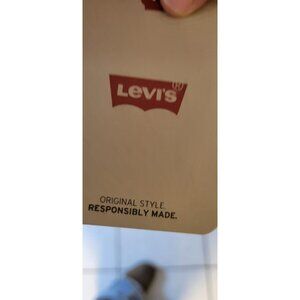 LEVI'S®
ORIGINAL STYLE.
RESPONSIBLY MADE.